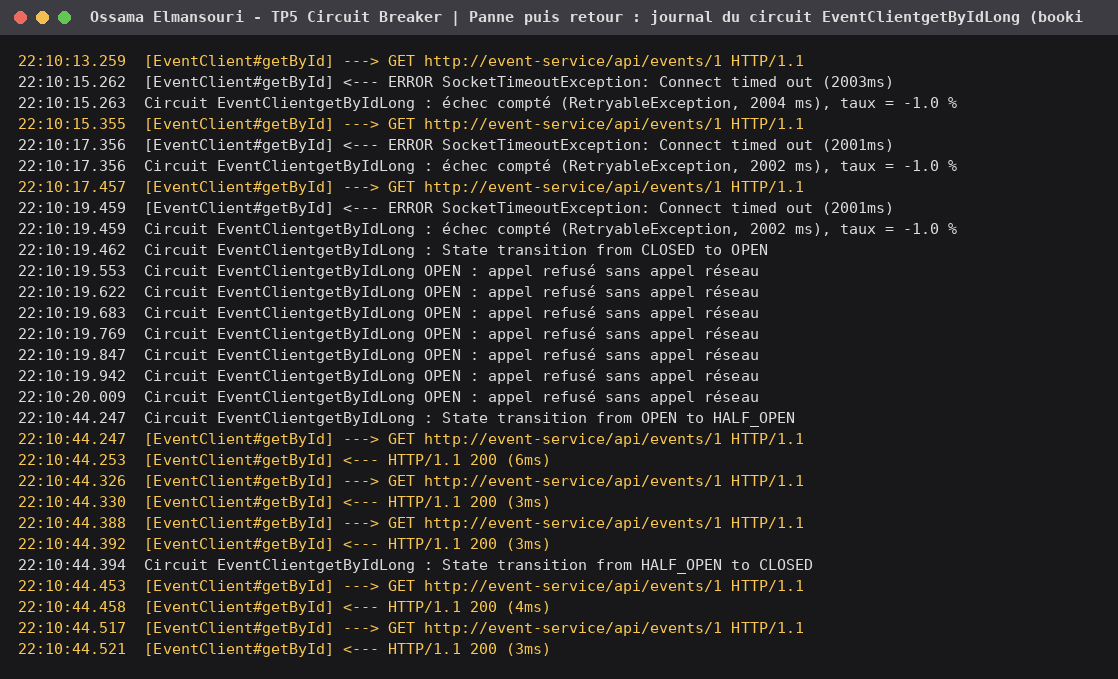 Ossama Elmansouri - TP5 Circuit Breaker | Panne puis retour : journal du circuit EventClientgetByIdLong (booki
22:10:13.259  [EventClient#getById] ---> GET http://event-service/api/events/1 HTTP/1.1
22:10:15.262  [EventClient#getById] <--- ERROR SocketTimeoutException: Connect timed out (2003ms)
22:10:15.263  Circuit EventClientgetByIdLong : échec compté (RetryableException, 2004 ms), taux = -1.0 %
22:10:15.355  [EventClient#getById] ---> GET http://event-service/api/events/1 HTTP/1.1
22:10:17.356  [EventClient#getById] <--- ERROR SocketTimeoutException: Connect timed out (2001ms)
22:10:17.356  Circuit EventClientgetByIdLong : échec compté (RetryableException, 2002 ms), taux = -1.0 %
22:10:17.457  [EventClient#getById] ---> GET http://event-service/api/events/1 HTTP/1.1
22:10:19.459  [EventClient#getById] <--- ERROR SocketTimeoutException: Connect timed out (2001ms)
22:10:19.459  Circuit EventClientgetByIdLong : échec compté (RetryableException, 2002 ms), taux = -1.0 %
22:10:19.462  Circuit EventClientgetByIdLong : State transition from CLOSED to OPEN
22:10:19.553  Circuit EventClientgetByIdLong OPEN : appel refusé sans appel réseau
22:10:19.622  Circuit EventClientgetByIdLong OPEN : appel refusé sans appel réseau
22:10:19.683  Circuit EventClientgetByIdLong OPEN : appel refusé sans appel réseau
22:10:19.769  Circuit EventClientgetByIdLong OPEN : appel refusé sans appel réseau
22:10:19.847  Circuit EventClientgetByIdLong OPEN : appel refusé sans appel réseau
22:10:19.942  Circuit EventClientgetByIdLong OPEN : appel refusé sans appel réseau
22:10:20.009  Circuit EventClientgetByIdLong OPEN : appel refusé sans appel réseau
22:10:44.247  Circuit EventClientgetByIdLong : State transition from OPEN to HALF_OPEN
22:10:44.247  [EventClient#getById] ---> GET http://event-service/api/events/1 HTTP/1.1
22:10:44.253  [EventClient#getById] <--- HTTP/1.1 200 (6ms)
22:10:44.326  [EventClient#getById] ---> GET http://event-service/api/events/1 HTTP/1.1
22:10:44.330  [EventClient#getById] <--- HTTP/1.1 200 (3ms)
22:10:44.388  [EventClient#getById] ---> GET http://event-service/api/events/1 HTTP/1.1
22:10:44.392  [EventClient#getById] <--- HTTP/1.1 200 (3ms)
22:10:44.394  Circuit EventClientgetByIdLong : State transition from HALF_OPEN to CLOSED
22:10:44.453  [EventClient#getById] ---> GET http://event-service/api/events/1 HTTP/1.1
22:10:44.458  [EventClient#getById] <--- HTTP/1.1 200 (4ms)
22:10:44.517  [EventClient#getById] ---> GET http://event-service/api/events/1 HTTP/1.1
22:10:44.521  [EventClient#getById] <--- HTTP/1.1 200 (3ms)